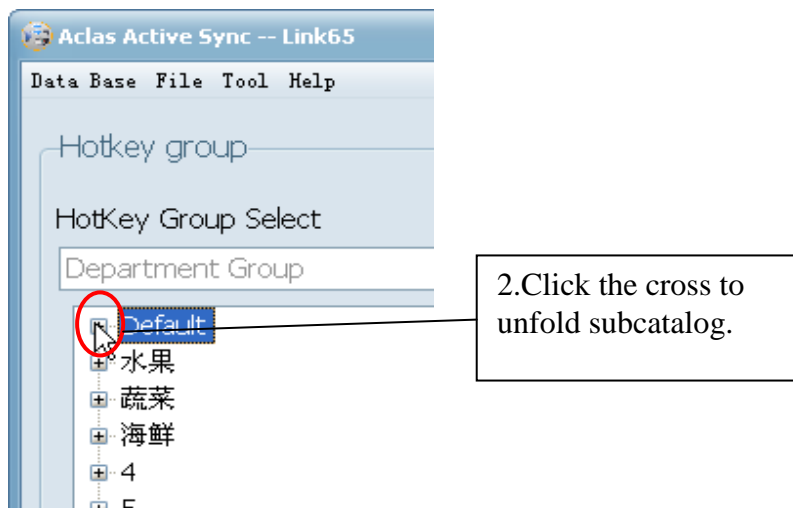 Aclas Active Sync -- Link65
Data Base File Tool Help
Hotkey group
HotKey Group Select
Department Group
2.Click the cross to
unfold subcatalog.
Default
水果
蔬菜
海鲜
4
5